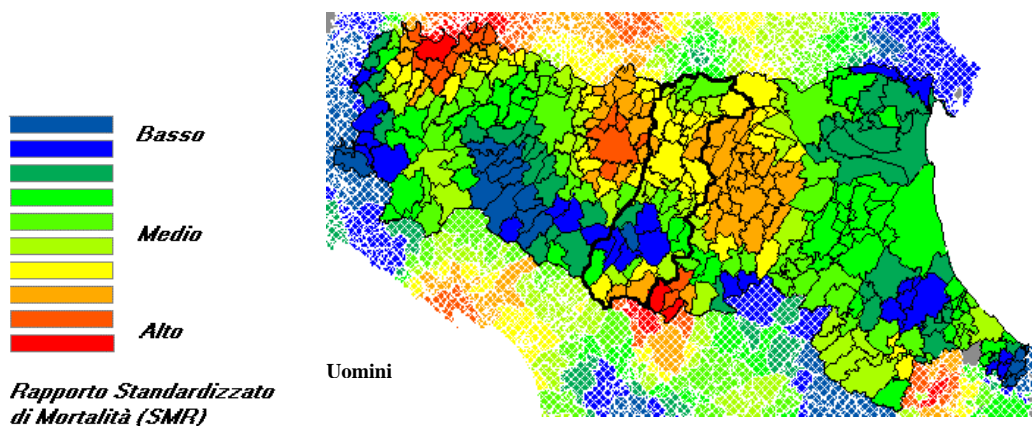 Basso
Medio
Alto
Rapporto Standardizzato
di Mortalità (SMR)
Uomini